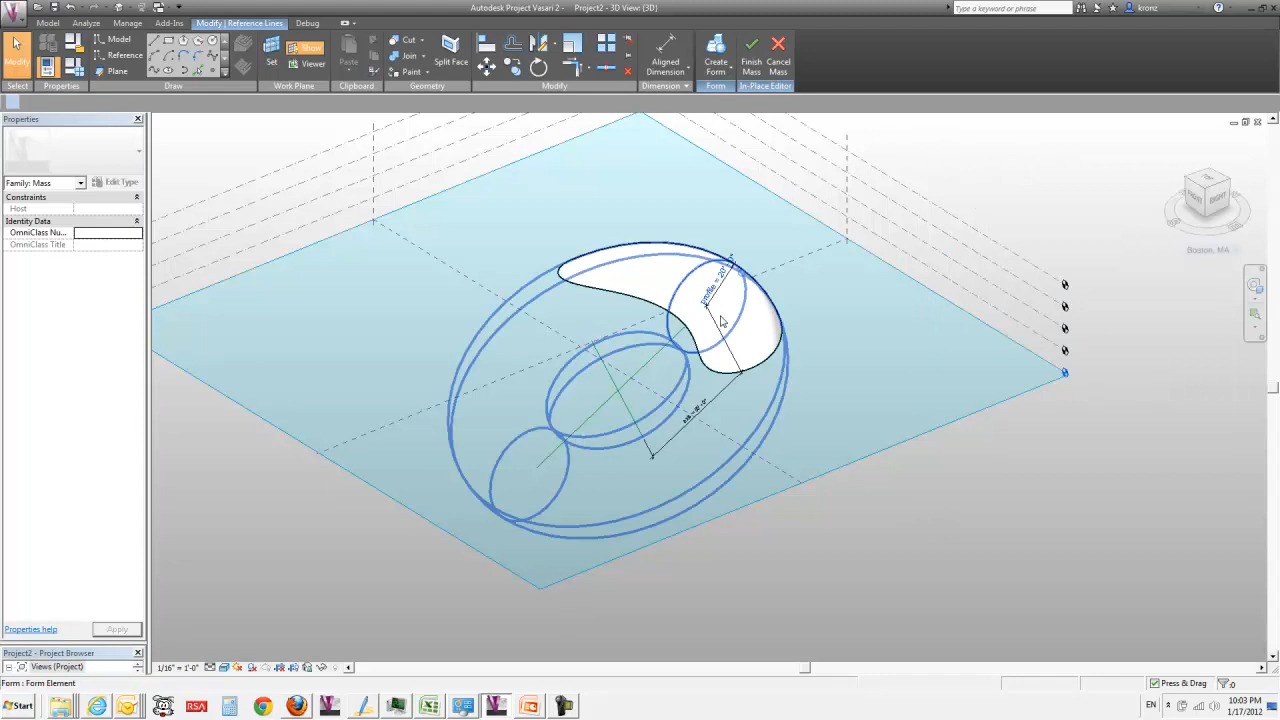 Autodesk Project Vasari 2 - Project2 - 3D View: {3D}
Type a keyword or phrase
kronz
Model Analyze Manage Add-Ins Modify | Reference Lines Debug
Modify
Model
Reference
Plane
Set
Show
Viewer
Paste
Cut
Join
Paint
Split Face
Aligned Dimension
Create Form
Finish Mass
Cancel Mass
Select Properties Draw Work Plane Clipboard Geometry Modify Dimension Form In-Place Editor
Properties
Family: Mass
Edit Type
Constraints
Host
Identity Data
OmniClass Nu...
OmniClass Title
RIGHT
Boston, MA
Properties help
Apply
Project2 - Project Browser
Views (Project)
1/16" = 1'-0"
Form : Form Element
Press & Drag
:0
Start
RSA
EN
10:03 PM
1/17/2012